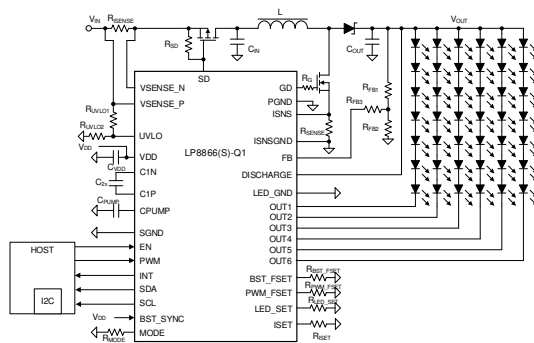 VIN
RISENSE
L
VOUT
RSD
CIN
COUT
SD
RG
RFB1
VSENSE_N
GD
PGND
VSENSE_P
RFB3
RUVLO1
ISNS
RSENSE
RFB2
RUVLO2
UVLO
ISNSGND
VDD
LP8866(S)-Q1
VDD
FB
CVDD
C1N
DISCHARGE
C2x
C1P
LED_GND
CPUMP
CPUMP
OUT1
OUT2
SGND
OUT3
HOST
EN
OUT4
PWM
OUT5
OUT6
INT
BST_FSET
RBST_FSET
SDA
PWM_FSET
RPWM_FSET
I2C
SCL
LED_SET
RLED_SET
VDD
BST_SYNC
ISET
RISET
RMODE
MODE